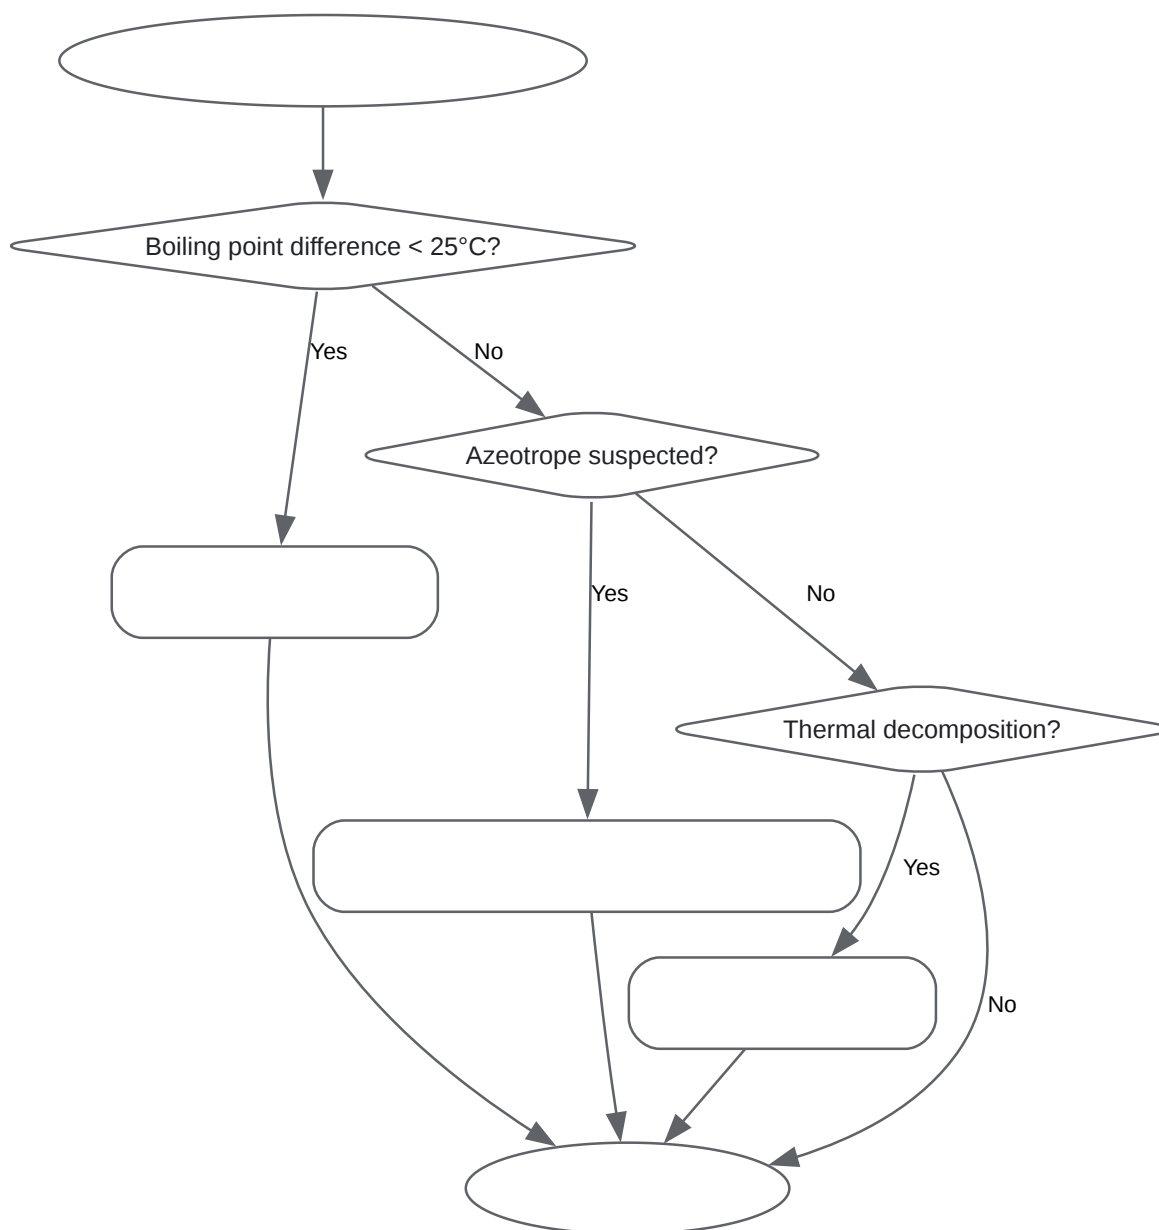 Boiling point difference < 25°C?
Yes
No
Azeotrope suspected?
Yes
No
Thermal decomposition?
Yes
No